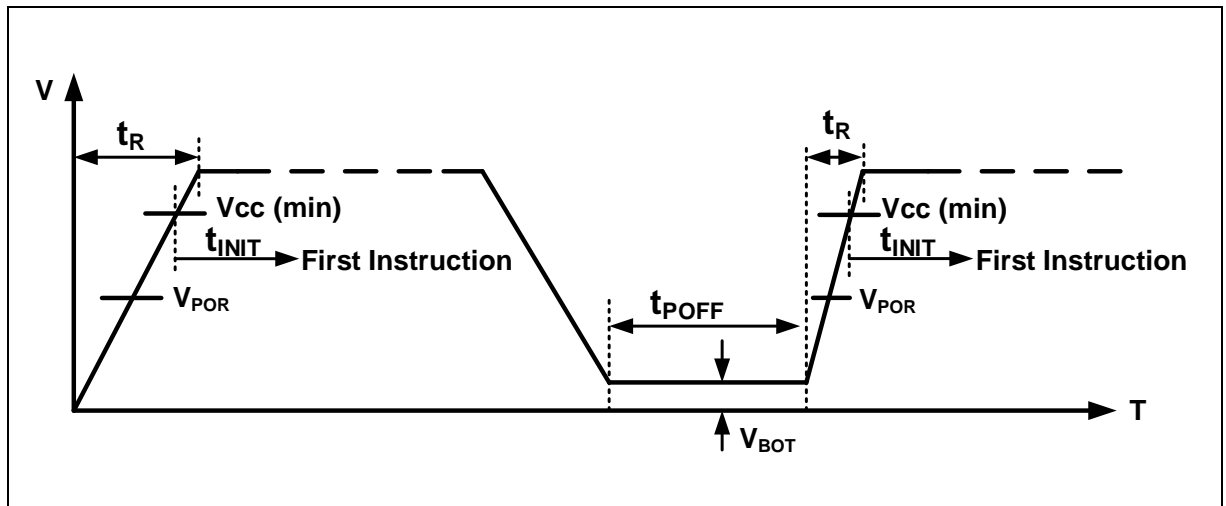 V
tR
tR
Vcc (min)
Vcc (min)
tINIT
First Instruction
tINIT
First Instruction
VPOR
VPOR
tPOFF
T
VBOT